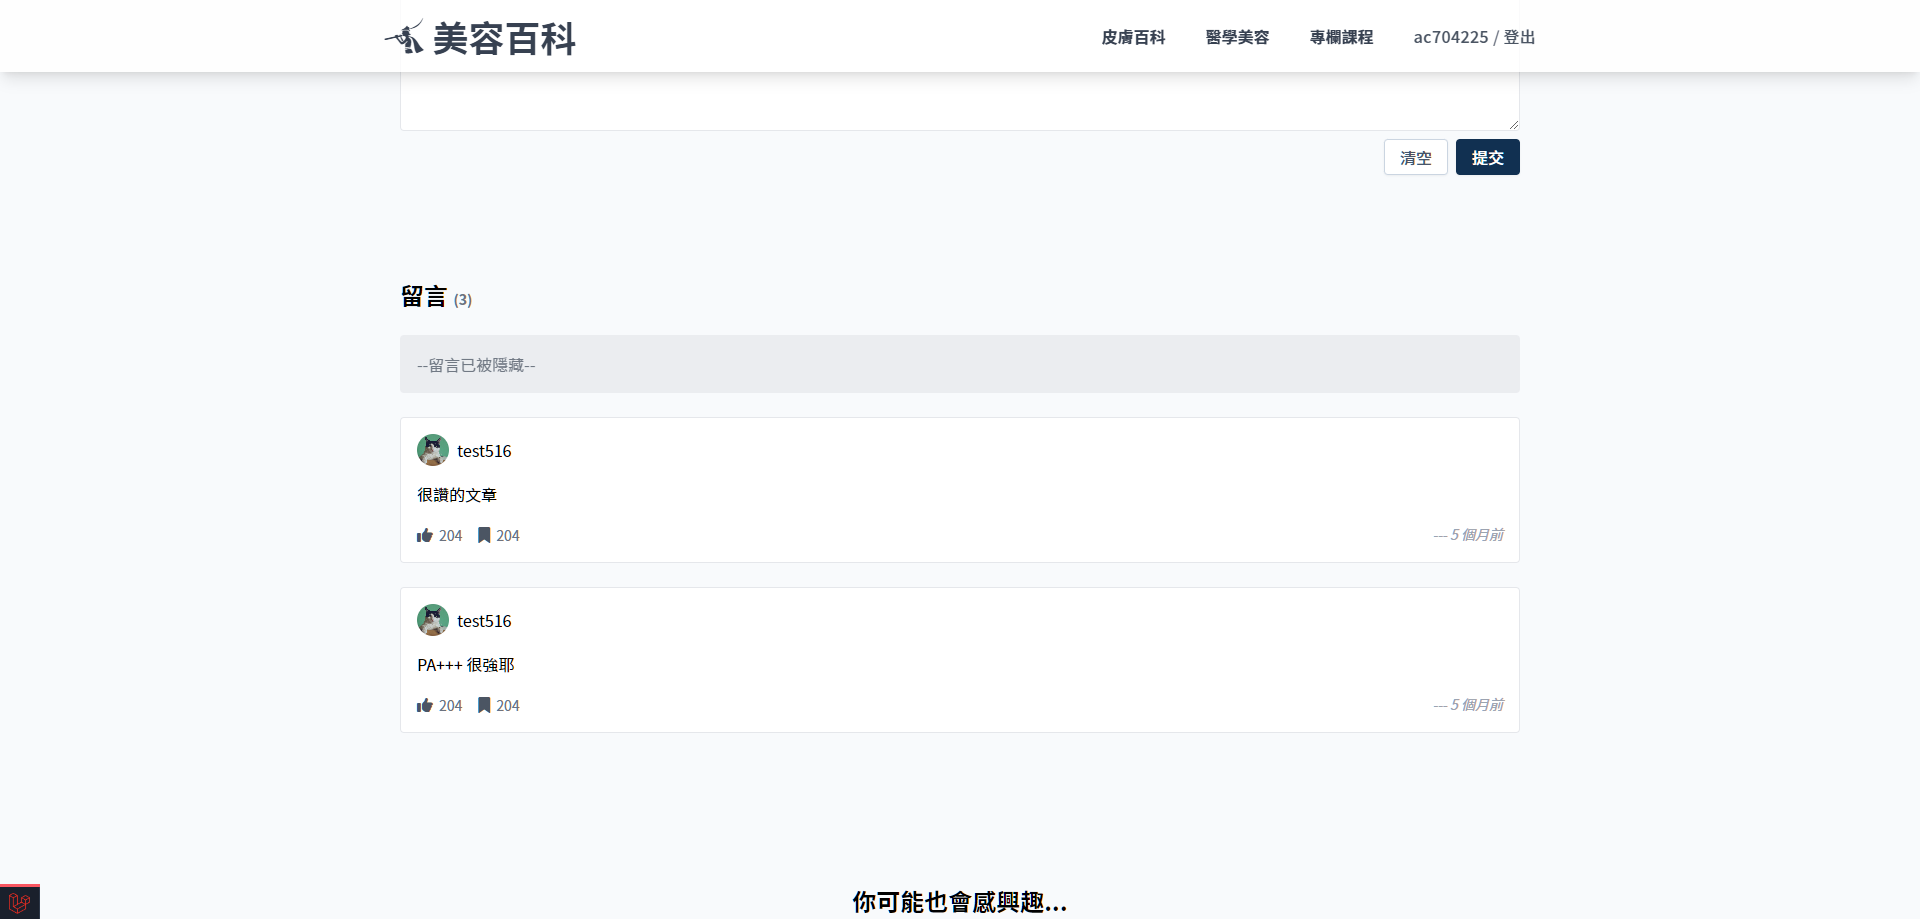 美容百科
皮膚百科 醫學美容 專欄課程 ac704225 / 登出
清空 提交
留言 (3)
--留言已被隱藏--
test516
很讚的文章
204 204 --- 5 個月前
test516
PA+++ 很強耶
204 204 --- 5 個月前
你可能也會感興趣...